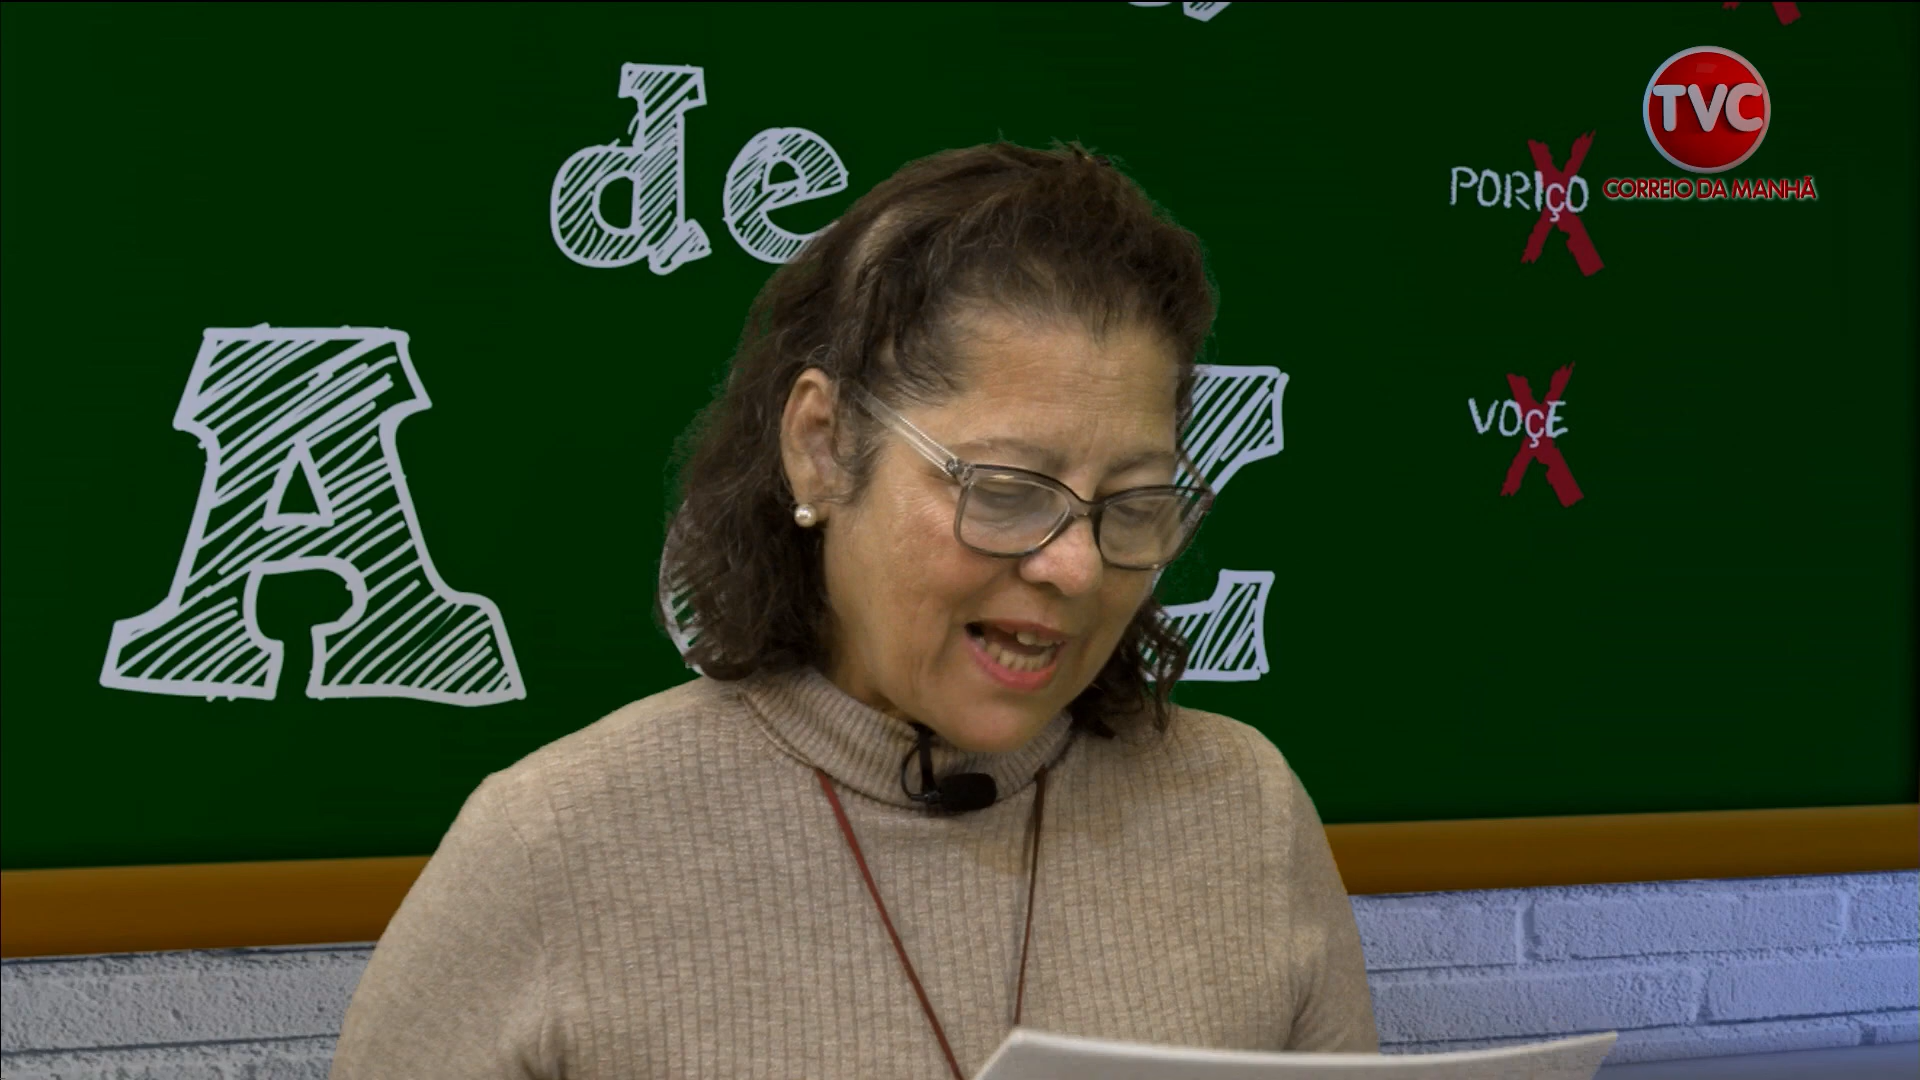 de
A
Z
PORIÇO
VOÇE
TVC
CORREIO DA MANHÃ